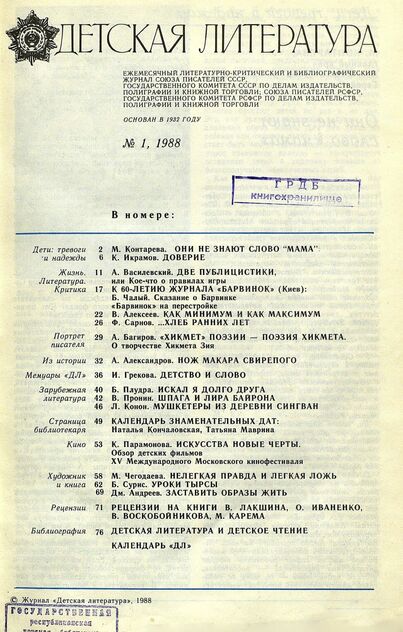 ДЕТСКАЯ ЛИТЕРАТУРА
ЕЖЕМЕСЯЧНЫЙ ЛИТЕРАТУРНО-КРИТИЧЕСКИЙ И БИБЛИОГРАФИЧЕСКИЙ
ЖУРНАЛ СОЮЗА ПИСАТЕЛЕЙ СССР,
ГОСУДАРСТВЕННОГО КОМИТЕТА СССР ПО ДЕЛАМ ИЗДАТЕЛЬСТВ,
ПОЛИГРАФИИ И КНИЖНОЙ ТОРГОВЛИ; СОЮЗА ПИСАТЕЛЕЙ РСФСР,
ГОСУДАРСТВЕННОГО КОМИТЕТА РСФСР ПО ДЕЛАМ ИЗДАТЕЛЬСТВ,
ПОЛИГРАФИИ И КНИЖНОЙ ТОРГОВЛИ
ОСНОВАН В 1932 ГОДУ
№ 1, 1988
ГРДБ
книгохранилище
В номере:
Дети: тревоги 2 М. Контарева. ОНИ НЕ ЗНАЮТ СЛОВО "МАМА"
и надежды 6 К. Икрамов. ДОВЕРИЕ
Жизнь. 11 А. Василевский. ДВЕ ПУБЛИЦИСТИКИ,
Литература. или Кое-что о правилах игры
Критика 17 К 60-ЛЕТИЮ ЖУРНАЛА «БАРВИНОК» (Киев):
Б. Чалый. Сказание о Барвинке
«Барвинок» на перестройке
22 В. Алексеев. КАК МИНИМУМ И КАК МАКСИМУМ
26 Ф. Сарнов. ...ХЛЕБ РАННИХ ЛЕТ
Портрет 29 А. Багиров. «ХИКМЕТ» ПОЭЗИИ — ПОЭЗИЯ ХИКМЕТА.
писателя О творчестве Хикмета Зия
Из истории 32 А. Александров. НОЖ МАКАРА СВИРЕПОГО
Мемуары «ДЛ» 36 И. Грекова. ДЕТСТВО И СЛОВО
Зарубежная 40 Б. Плудра. ИСКАЛ Я ДОЛГО ДРУГА
литература 42 В. Пронин. ШПАГА И ЛИРА БАЙРОНА
46 Л. Конон. МУШКЕТЕРЫ ИЗ ДЕРЕВНИ СИНГВАН
Страница 49 КАЛЕНДАРЬ ЗНАМЕНАТЕЛЬНЫХ ДАТ:
библиотекаря Наталья Кончаловская, Татьяна Маврина
Кино 53 К. Парамонова. ИСКУССТВА НОВЫЕ ЧЕРТЫ.
Обзор детских фильмов
XV Международного Московского кинофестиваля
Художник 58 М. Чегодаева. НЕЛЕГКАЯ ПРАВДА И ЛЕГКАЯ ЛОЖЬ
и книга 62 Б. Сурис. УРОКИ ТЫРСЫ
69 Дм. Андреев. ЗАСТАВИТЬ ОБРАЗЫ ЖИТЬ
Рецензии 71 РЕЦЕНЗИИ НА КНИГИ В. ЛАКШИНА, О. ИВАНЕНКО,
В. ВОСКОБОЙНИКОВА, М. КАРЕМА
Библиография 76 ДЕТСКАЯ ЛИТЕРАТУРА И ДЕТСКОЕ ЧТЕНИЕ
КАЛЕНДАРЬ «ДЛ»
© Журнал «Детская литература», 1988
ГОСУДАРСТВЕННАЯ
республиканская